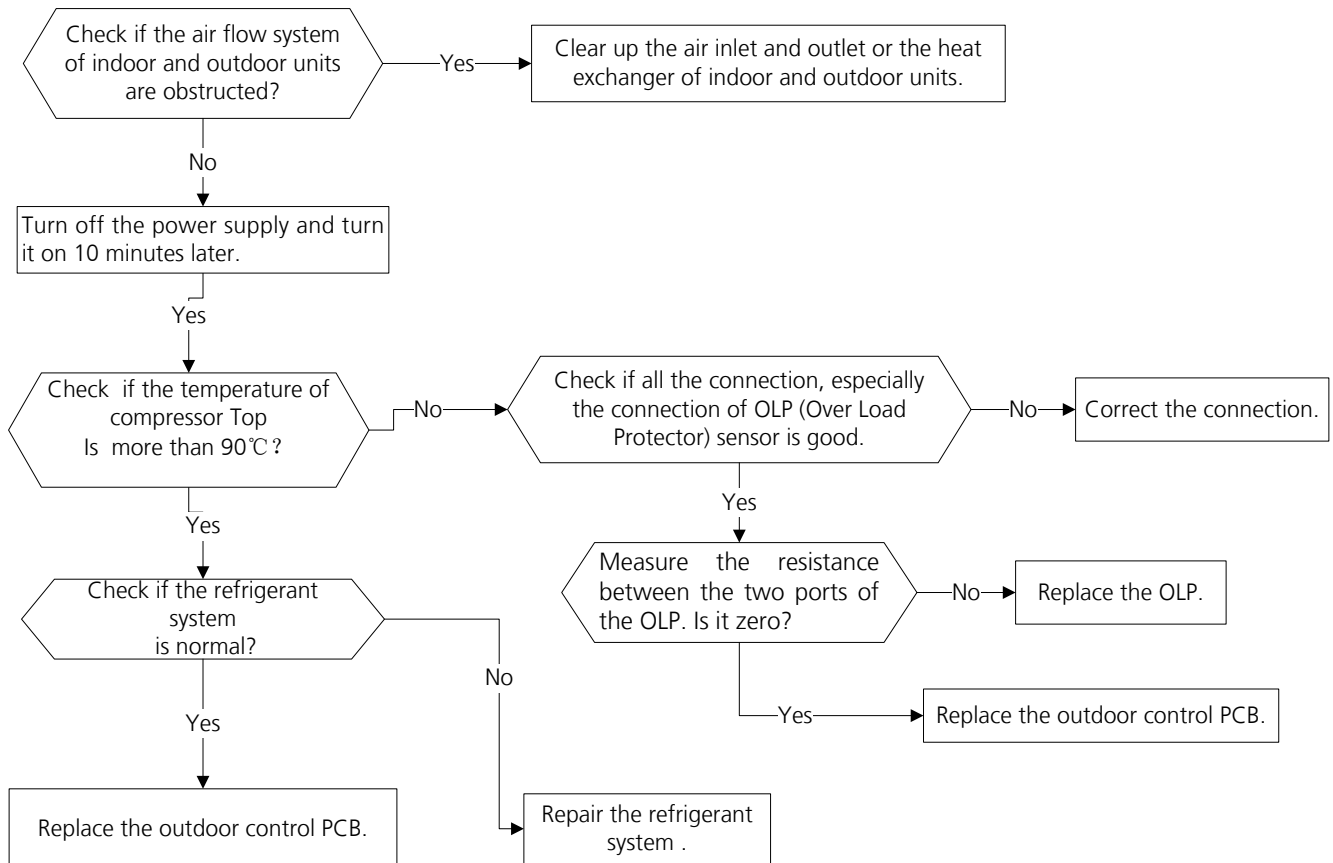 Check if the air flow system
of indoor and outdoor units
are obstructed?
Yes
Clear up the air inlet and outlet or the heat
exchanger of indoor and outdoor units.
No
Turn off the power supply and turn
it on 10 minutes later.
Yes
Check if the temperature of
compressor Top
Is more than 90℃?
No
Check if all the connection, especially
the connection of OLP (Over Load
Protector) sensor is good.
No
Correct the connection.
Yes
Yes
Measure the resistance
between the two ports of
the OLP. Is it zero?
No
Replace the OLP.
Check if the refrigerant
system
is normal?
No
Yes
Yes
Replace the outdoor control PCB.
Replace the outdoor control PCB.
Repair the refrigerant
system .